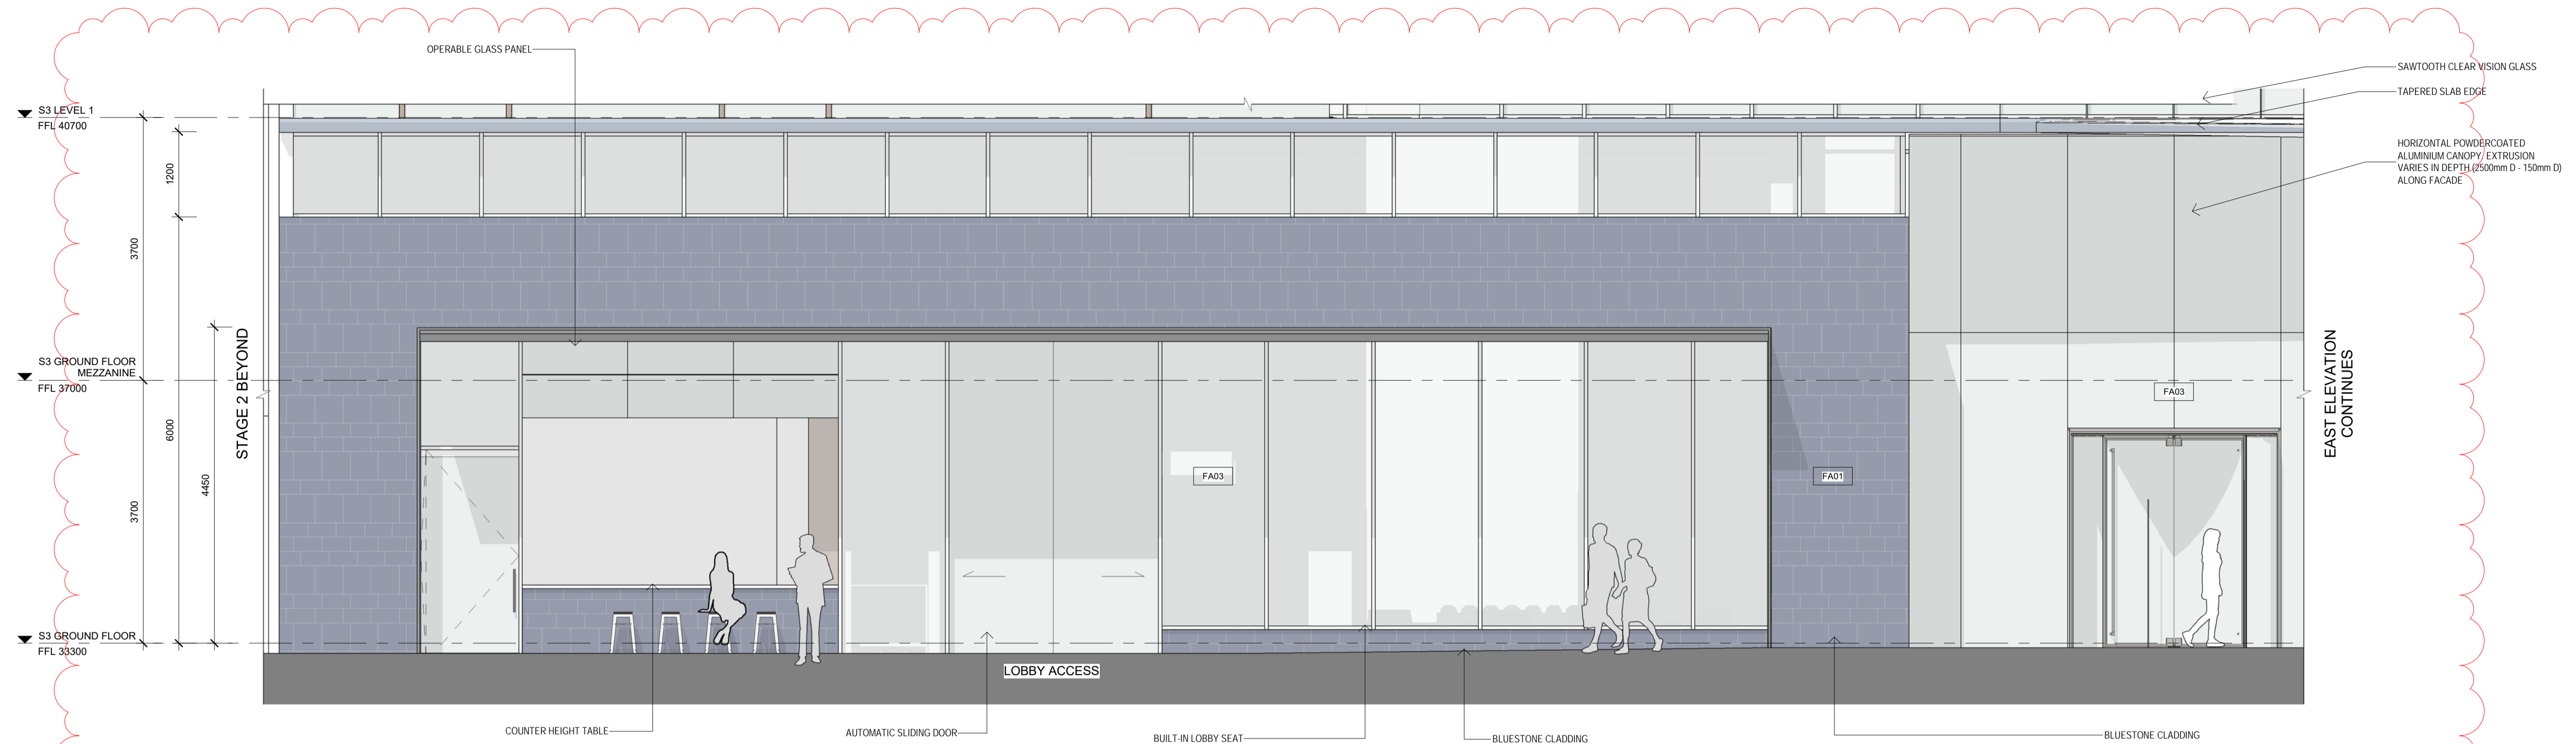 OPERABLE GLASS PANEL
SAWTOOTH CLEAR VISION GLASS
TAPERED SLAB EDGE
HORIZONTAL POWDERCOATED
ALUMINIUM CANOPY EXTRUSION
VARIES IN DEPTH (2500mm D - 150mm D)
ALONG FACADE
S3 LEVEL 1
FFL 40700
1200
3700
S3 GROUND FLOOR
MEZZANINE
FFL 37000
6000
4450
3700
S3 GROUND FLOOR
FFL 33300
STAGE 2 BEYOND
FA03
FA01
FA03
EAST ELEVATION
CONTINUES
LOBBY ACCESS
COUNTER HEIGHT TABLE
AUTOMATIC SLIDING DOOR
BUILT-IN LOBBY SEAT
BLUESTONE CLADDING
BLUESTONE CLADDING